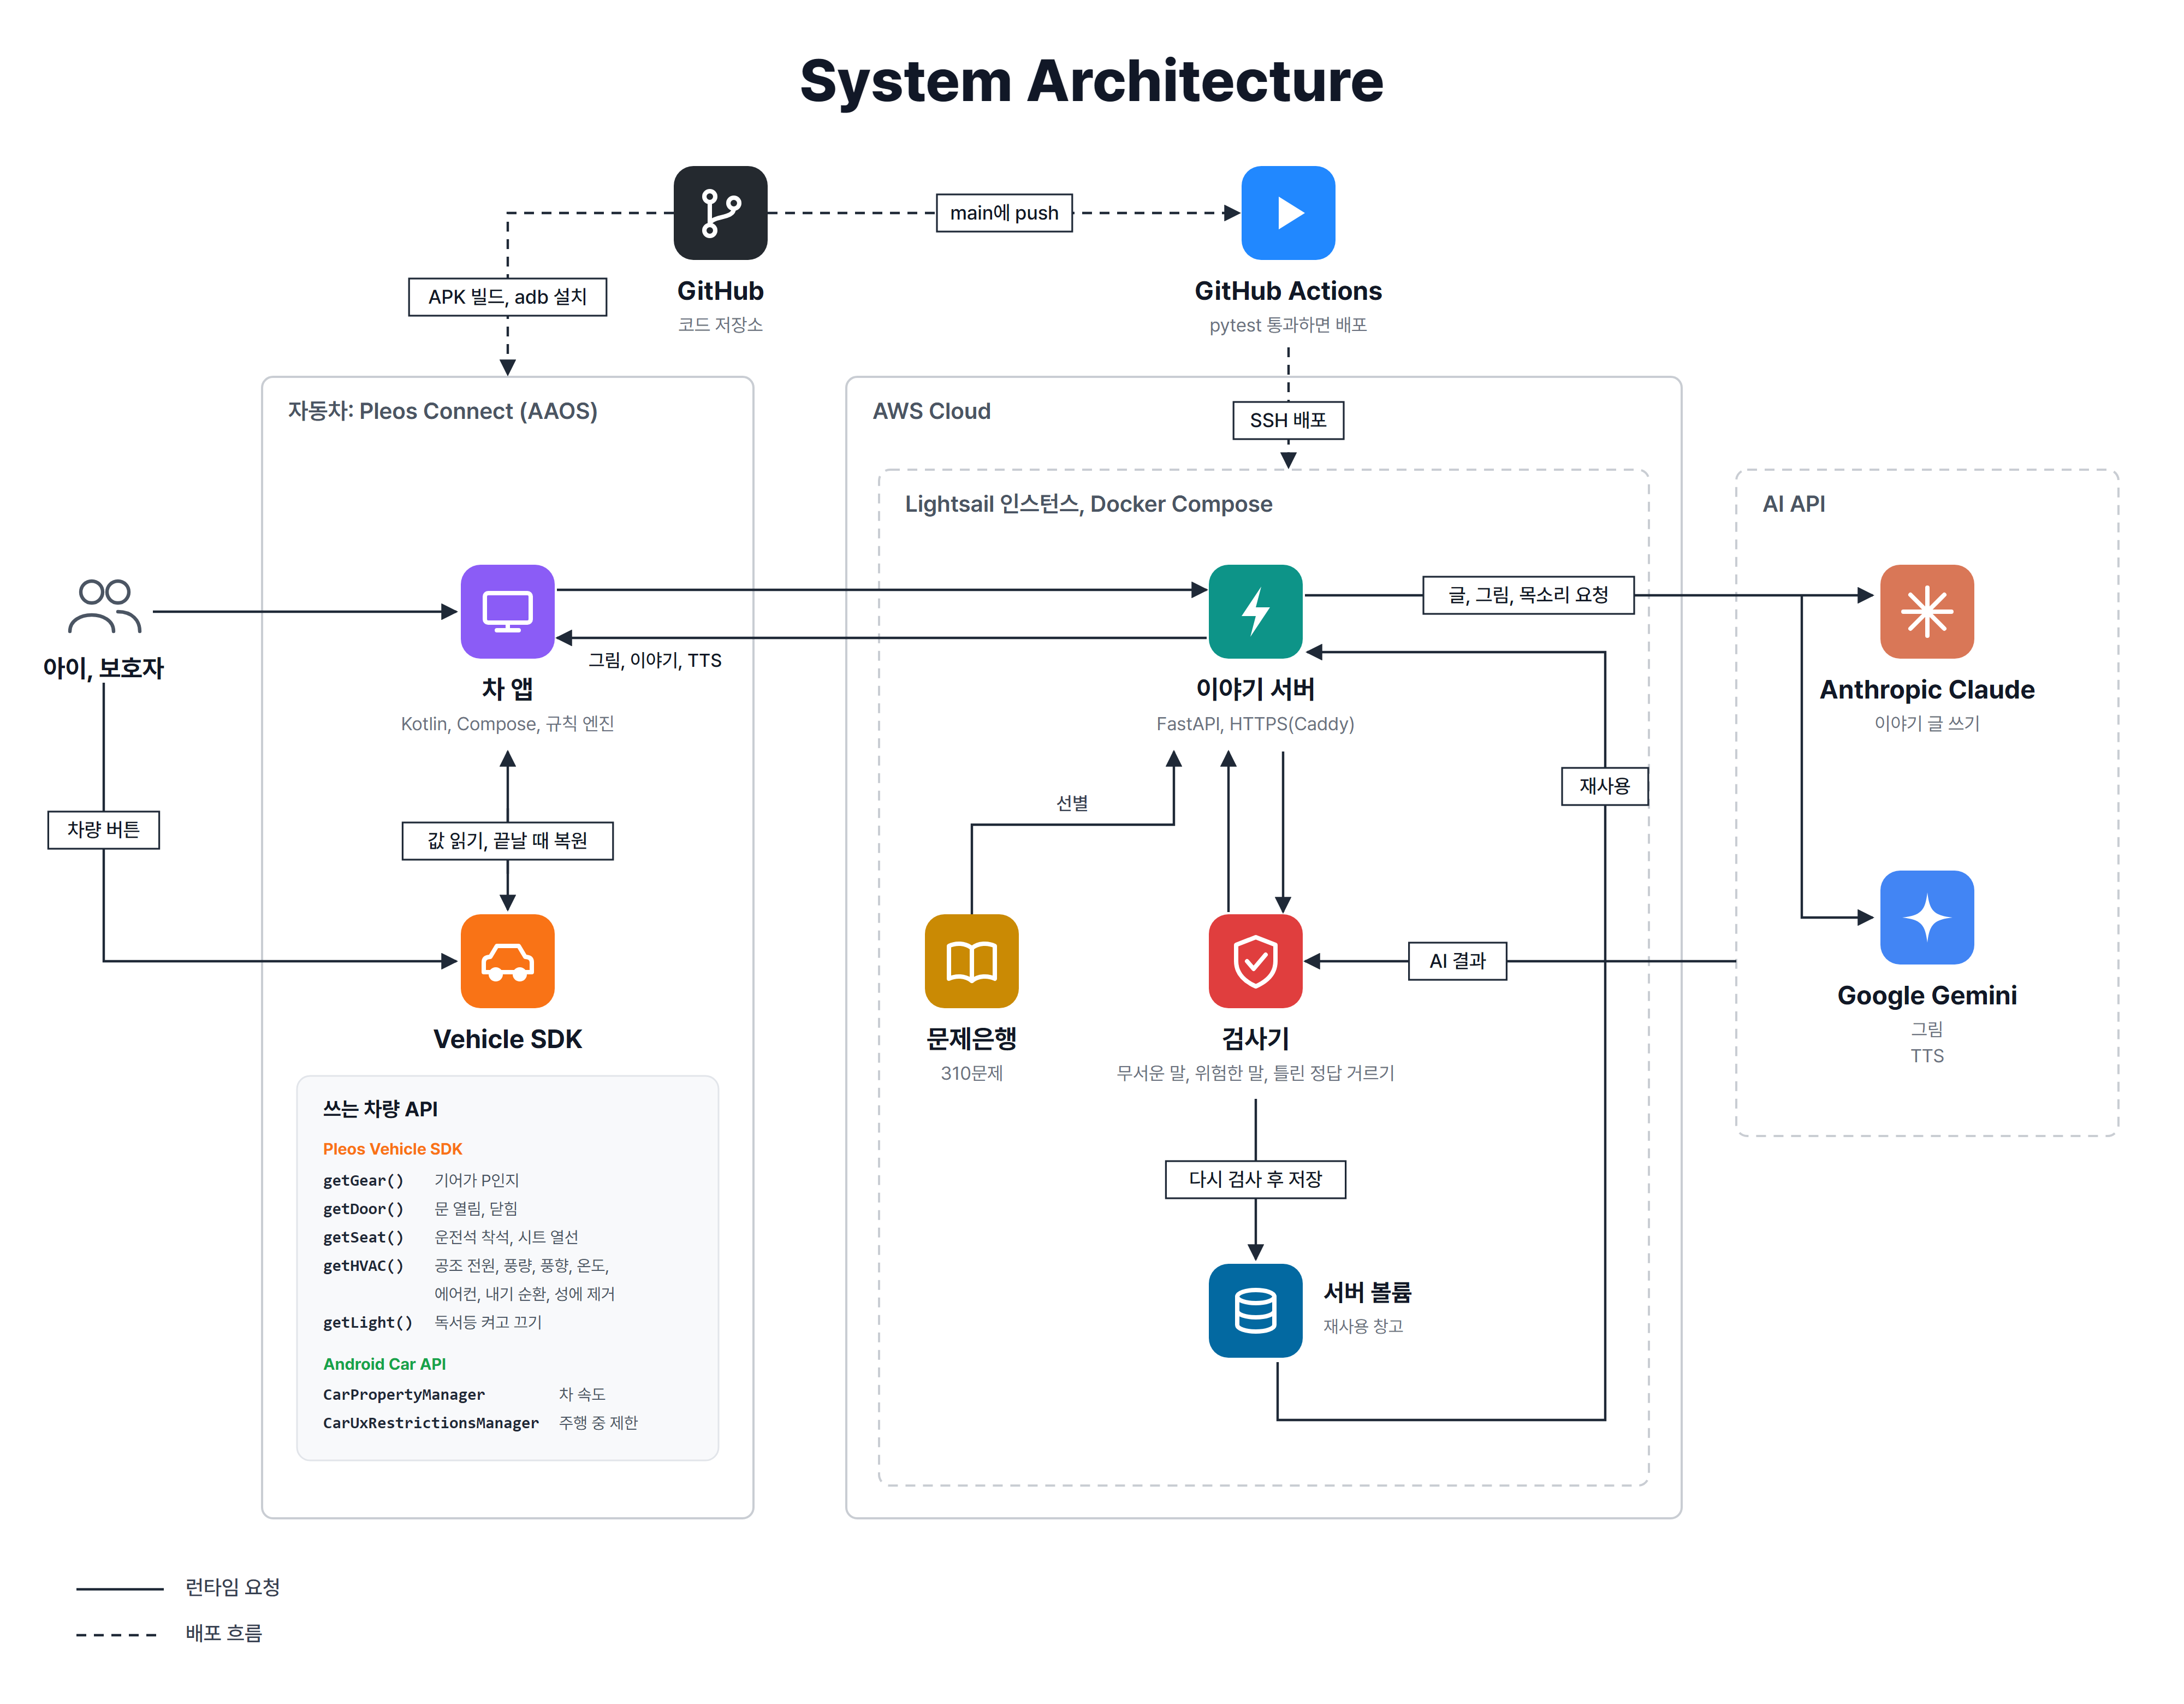 System Architecture
main에 push
APK 빌드, adb 설치
GitHub
코드 저장소
GitHub Actions
pytest 통과하면 배포
자동차: Pleos Connect (AAOS)
AWS Cloud
SSH 배포
Lightsail 인스턴스, Docker Compose
AI API
글, 그림, 목소리 요청
그림, 이야기, TTS
아이, 보호자
차 앱
Kotlin, Compose, 규칙 엔진
이야기 서버
FastAPI, HTTPS(Caddy)
Anthropic Claude
이야기 글 쓰기
재사용
선별
차량 버튼
값 읽기, 끝날 때 복원
AI 결과
Vehicle SDK
문제은행
310문제
검사기
무서운 말, 위험한 말, 틀린 정답 거르기
Google Gemini
그림
TTS
쓰는 차량 API
Pleos Vehicle SDK
getGear() 기어가 P인지
getDoor() 문 열림, 닫힘
getSeat() 운전석 착석, 시트 열선
getHVAC() 공조 전원, 풍량, 풍향, 온도,
에어컨, 내기 순환, 성에 제거
getLight() 독서등 켜고 끄기
Android Car API
CarPropertyManager 차 속도
CarUxRestrictionsManager 주행 중 제한
다시 검사 후 저장
서버 볼륨
재사용 창고
런타임 요청
배포 흐름